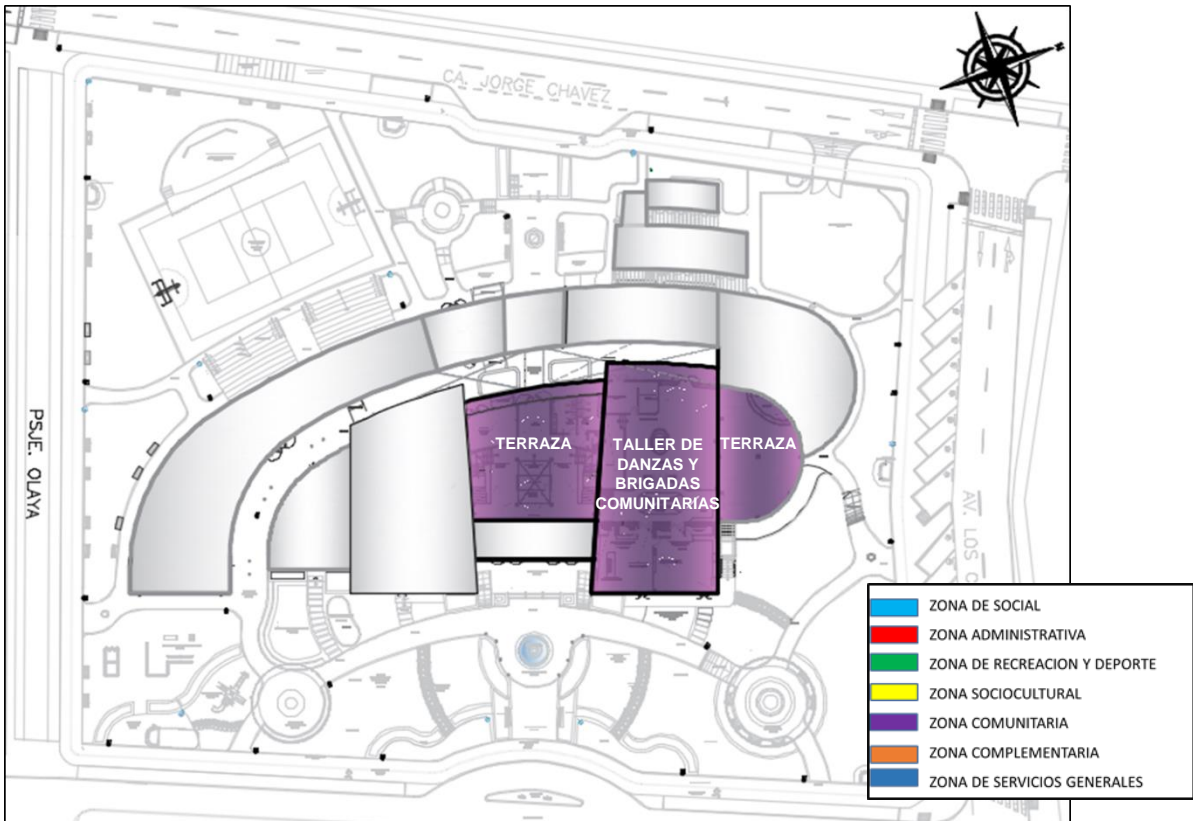 CA. JORGE CHAVEZ
N
PSJE. OLAYA
TERRAZA
TALLER DE
DANZAS Y
BRIGADAS
COMUNITARIAS
TERRAZA
AV. LOS
ZONA DE SOCIAL
ZONA ADMINISTRATIVA
ZONA DE RECREACION Y DEPORTE
ZONA SOCIOCULTURAL
ZONA COMUNITARIA
ZONA COMPLEMENTARIA
ZONA DE SERVICIOS GENERALES